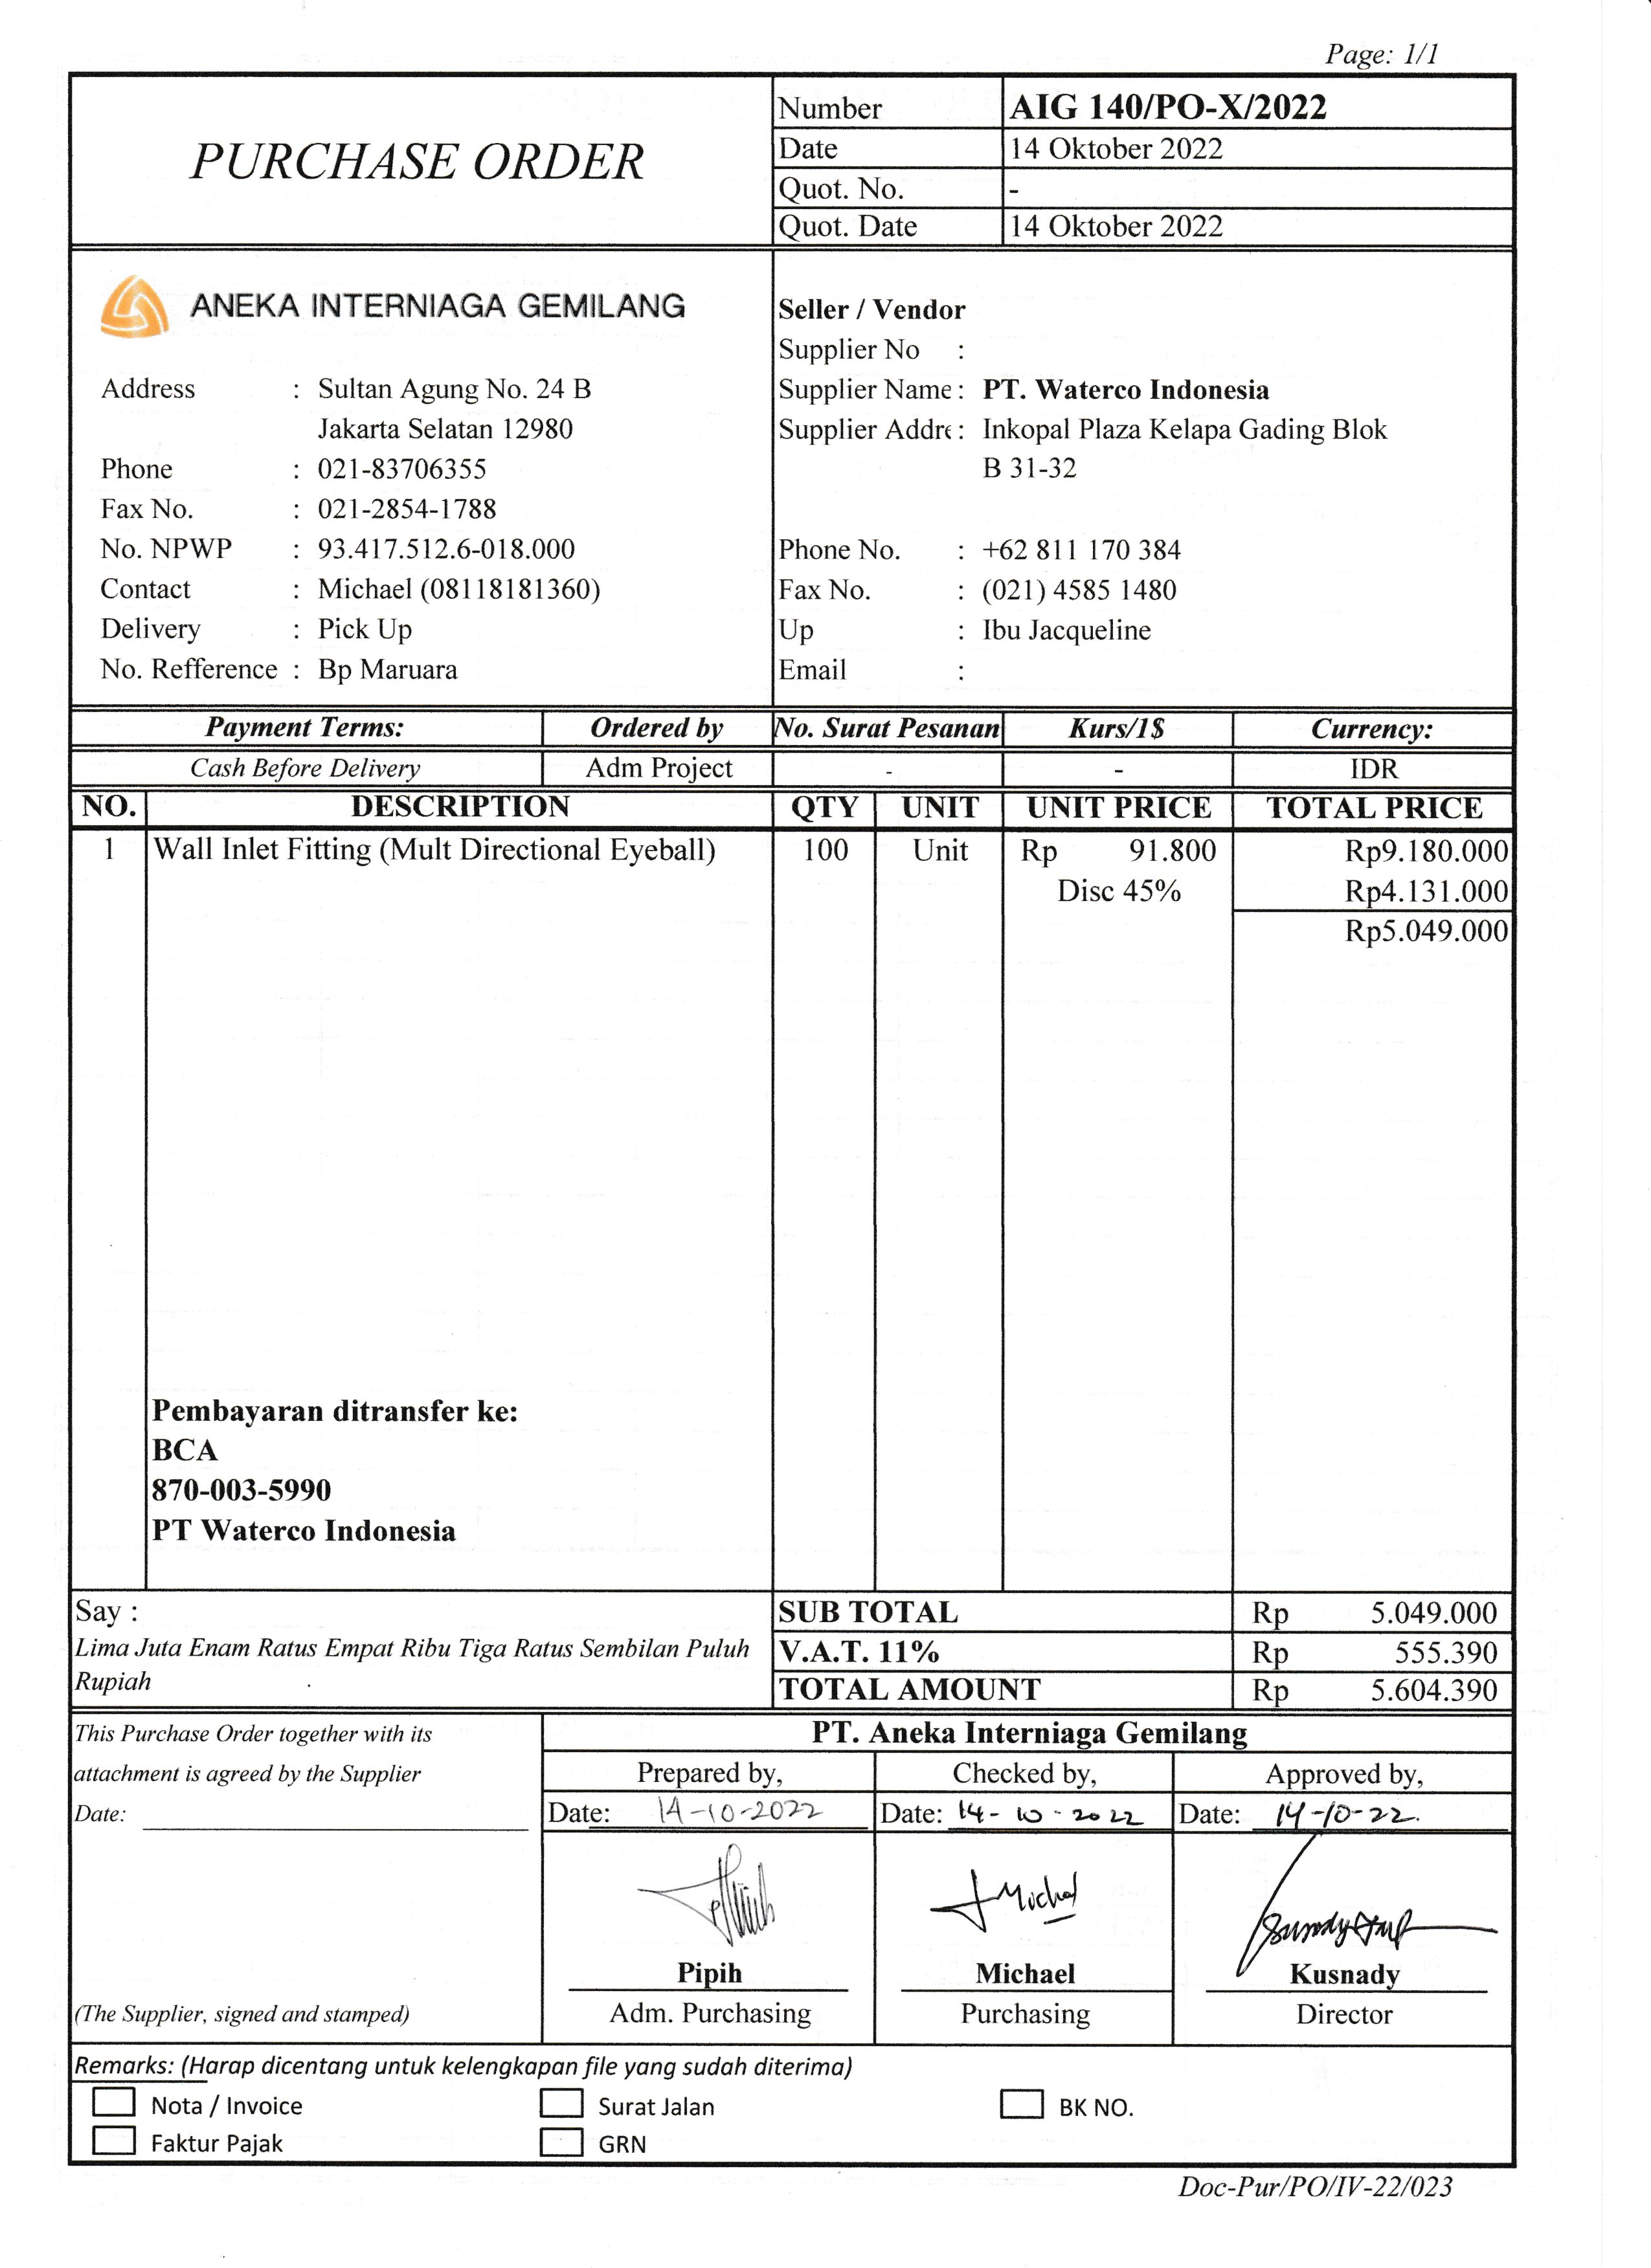 Page: 1/1
PURCHASE ORDER
Number AIG 140/PO-X/2022
Date 14 Oktober 2022
Quot. No. -
Quot. Date 14 Oktober 2022
ANEKA INTERNIAGA GEMILANG
Address : Sultan Agung No. 24 B
Jakarta Selatan 12980
Phone : 021-83706355
Fax No. : 021-2854-1788
No. NPWP : 93.417.512.6-018.000
Contact : Michael (08118181360)
Delivery : Pick Up
No. Refference : Bp Maruara
Seller / Vendor
Supplier No :
Supplier Name : PT. Waterco Indonesia
Supplier Addre : Inkopal Plaza Kelapa Gading Blok
B 31-32
Phone No. : +62 811 170 384
Fax No. : (021) 4585 1480
Up : Ibu Jacqueline
Email :
Payment Terms: Ordered by No. Surat Pesanan Kurs/1$ Currency:
Cash Before Delivery Adm Project - - IDR
NO. DESCRIPTION QTY UNIT UNIT PRICE TOTAL PRICE
1 Wall Inlet Fitting (Mult Directional Eyeball) 100 Unit Rp 91.800 Rp9.180.000
Disc 45% Rp4.131.000
Rp5.049.000
Pembayaran ditransfer ke:
BCA
870-003-5990
PT Waterco Indonesia
Say :
Lima Juta Enam Ratus Empat Ribu Tiga Ratus Sembilan Puluh
Rupiah
SUB TOTAL Rp 5.049.000
V.A.T. 11% Rp 555.390
TOTAL AMOUNT Rp 5.604.390
This Purchase Order together with its
attachment is agreed by the Supplier
Date:
(The Supplier, signed and stamped)
PT. Aneka Interniaga Gemilang
Prepared by, Checked by, Approved by,
Date: 14-10-2022 Date: 14-10-2022 Date: 14-10-22.
Michael
Pipih Michael Kusnady
Adm. Purchasing Purchasing Director
Remarks: (Harap dicentang untuk kelengkapan file yang sudah diterima)
Nota / Invoice Surat Jalan BK NO.
Faktur Pajak GRN
Doc-Pur/PO/IV-22/023